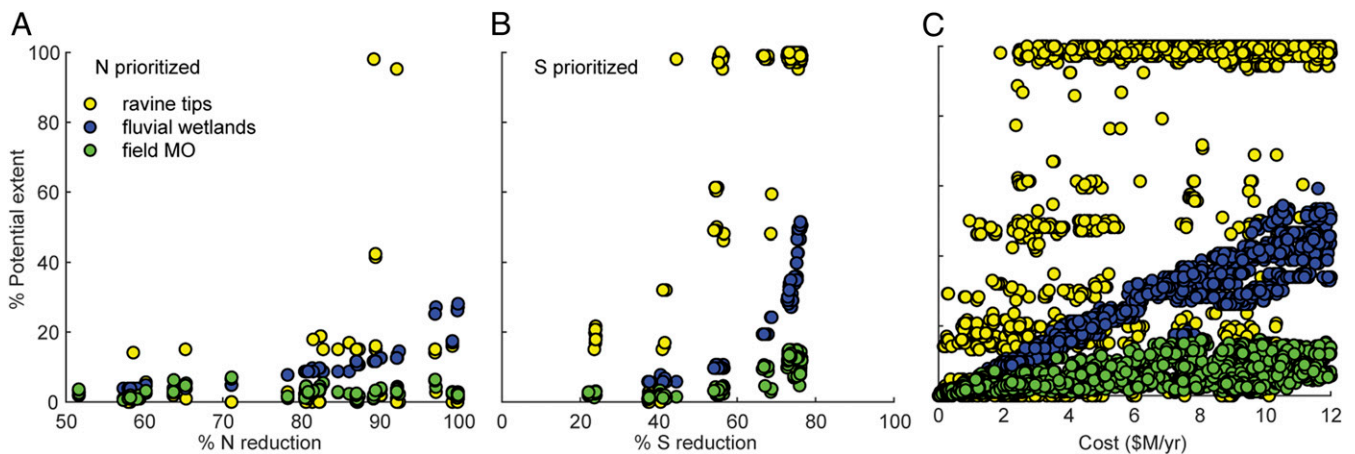 A
N prioritized
ravine tips
fluvial wetlands
field MO
% Potential extent
100
80
60
40
20
0
50 60 70 80 90 100
% N reduction
B
S prioritized
0 20 40 60 80 100
% S reduction
C
0 2 4 6 8 10 12
Cost ($M/yr)